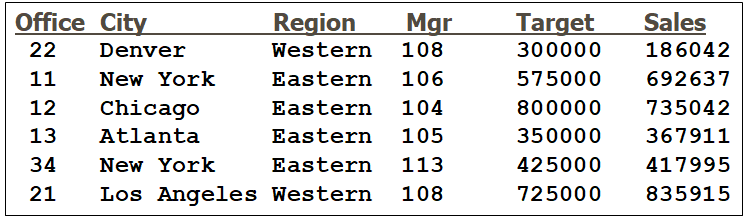 Office City Region Mgr Target Sales
22 Denver Western 108 300000 186042
11 New York Eastern 106 575000 692637
12 Chicago Eastern 104 800000 735042
13 Atlanta Eastern 105 350000 367911
34 New York Eastern 113 425000 417995
21 Los Angeles Western 108 725000 835915